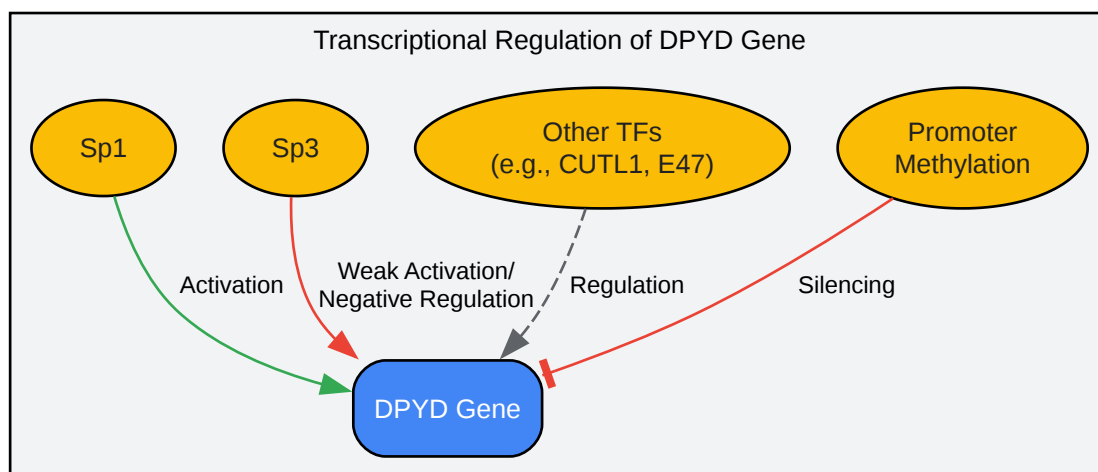 Transcriptional Regulation of DPYD Gene
Sp1
Sp3
Other TFs
(e.g., CUTL1, E47)
Promoter
Methylation
Activation
Weak Activation/
Negative Regulation
Regulation
Silencing
DPYD Gene